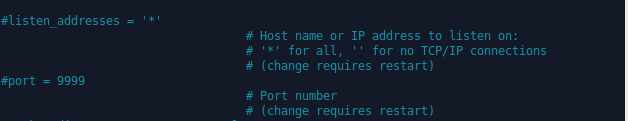 #listen_addresses = '*'
# Host name or IP address to listen on:
# '*' for all, '' for no TCP/IP connections
# (change requires restart)
#port = 9999
# Port number
# (change requires restart)